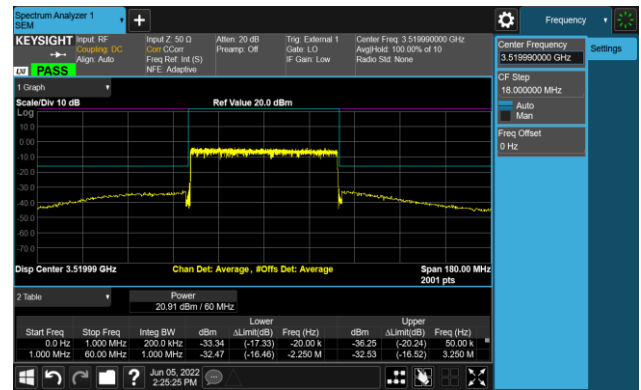 Spectrum Analyzer 1
SEM
Frequency
KEYSIGHT
Input: RF
Coupling: DC
Align: Auto
Input Z: 50 Ω
Corr CCorr
Freq Ref: Int (S)
NFE: Adaptive
Atten: 20 dB
Preamp: Off
Trig: External 1
Gate: LO
IF Gain: Low
Center Freq: 3.519990000 GHz
Avg|Hold: 100.00% of 10
Radio Std: None
LXI PASS
Center Frequency
3.519990000 GHz
Settings
CF Step
18.000000 MHz
Auto
Man
Freq Offset
0 Hz
1 Graph
Scale/Div 10 dB
Ref Value 20.0 dBm
Log
10.0
0.00
-10.0
-20.0
-30.0
-40.0
-50.0
-60.0
-70.0
Disp Center 3.51999 GHz
Chan Det: Average , #Offs Det: Average
Span 180.00 MHz
2001 pts
2 Table
Power
20.91 dBm / 60 MHz
Lower Upper
Start Freq Stop Freq Integ BW dBm ΔLimit(dB) Freq (Hz) dBm ΔLimit(dB) Freq (Hz)
0.0 Hz 1.000 MHz 200.0 kHz -33.34 (-17.33) -20.00 k -36.25 (-20.24) 50.00 k
1.000 MHz 60.00 MHz 1.000 MHz -32.47 (-16.46) -2.250 M -32.53 (-16.52) 3.250 M
?
Jun 05, 2022
2:25:25 PM